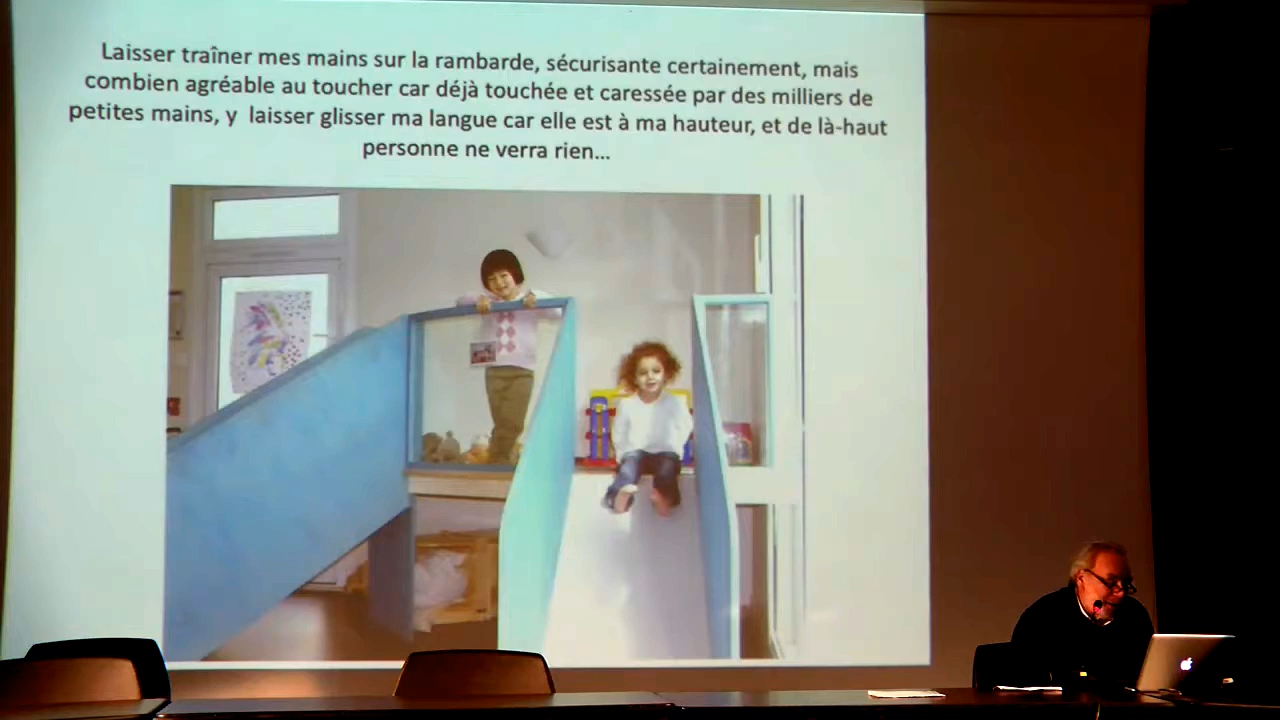 Laisser traîner mes mains sur la rambarde, sécurisante certainement, mais
combien agréable au toucher car déjà touchée et caressée par des milliers de
petites mains, y laisser glisser ma langue car elle est à ma hauteur, et de là-haut
personne ne verra rien...